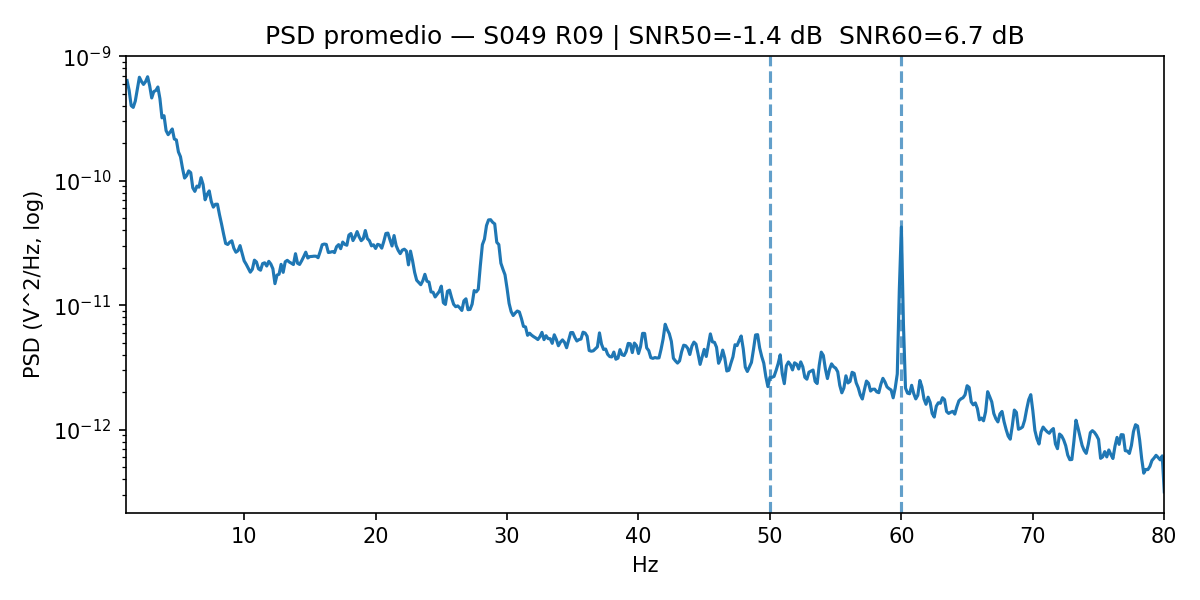 PSD promedio — S049 R09 | SNR50=-1.4 dB  SNR60=6.7 dB
PSD (V^2/Hz, log)
10⁻⁹
10⁻¹⁰
10⁻¹¹
10⁻¹²
10 20 30 40 50 60 70 80
Hz